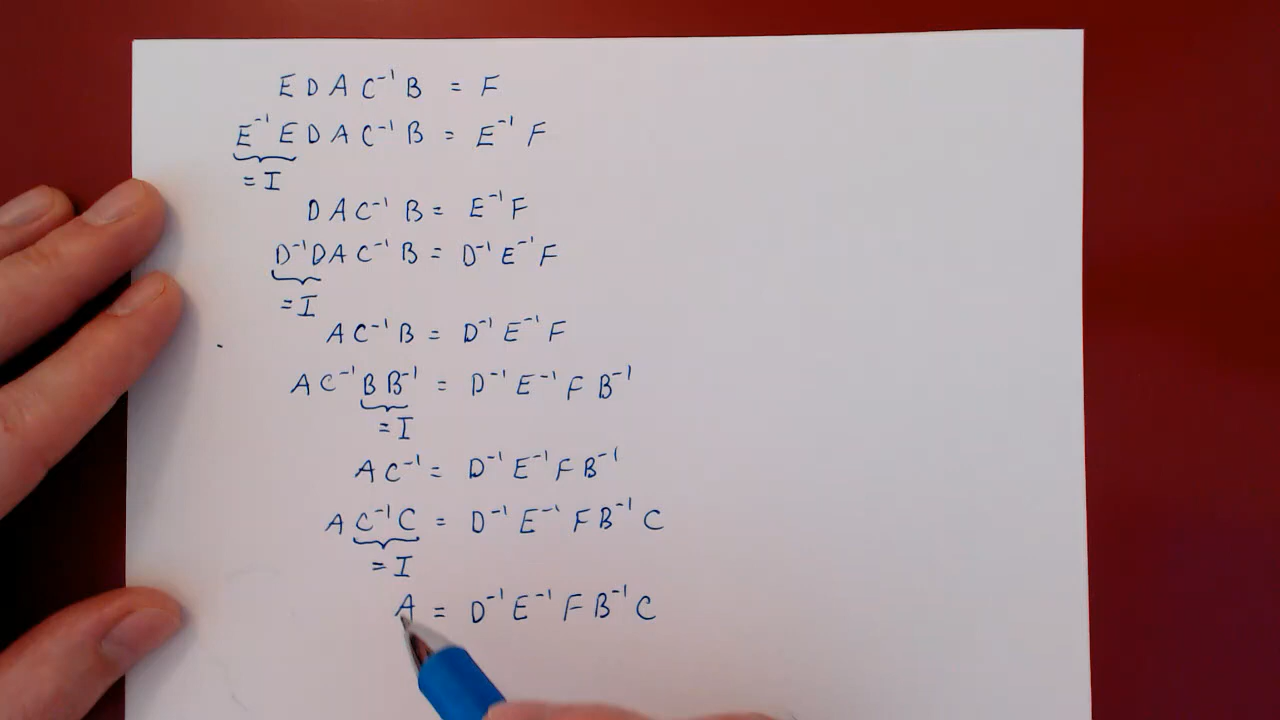 E D A C⁻¹ B = F
E⁻¹ E D A C⁻¹ B = E⁻¹ F
= I
D A C⁻¹ B = E⁻¹ F
D⁻¹ D A C⁻¹ B = D⁻¹ E⁻¹ F
= I
A C⁻¹ B = D⁻¹ E⁻¹ F
A C⁻¹ B B⁻¹ = D⁻¹ E⁻¹ F B⁻¹
= I
A C⁻¹ = D⁻¹ E⁻¹ F B⁻¹
A C⁻¹ C = D⁻¹ E⁻¹ F B⁻¹ C
= I
A = D⁻¹ E⁻¹ F B⁻¹ C